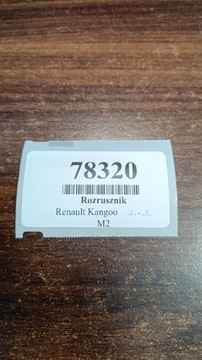 78320
Rozrusznik
Renault Kangoo ../.. - ../..
M2